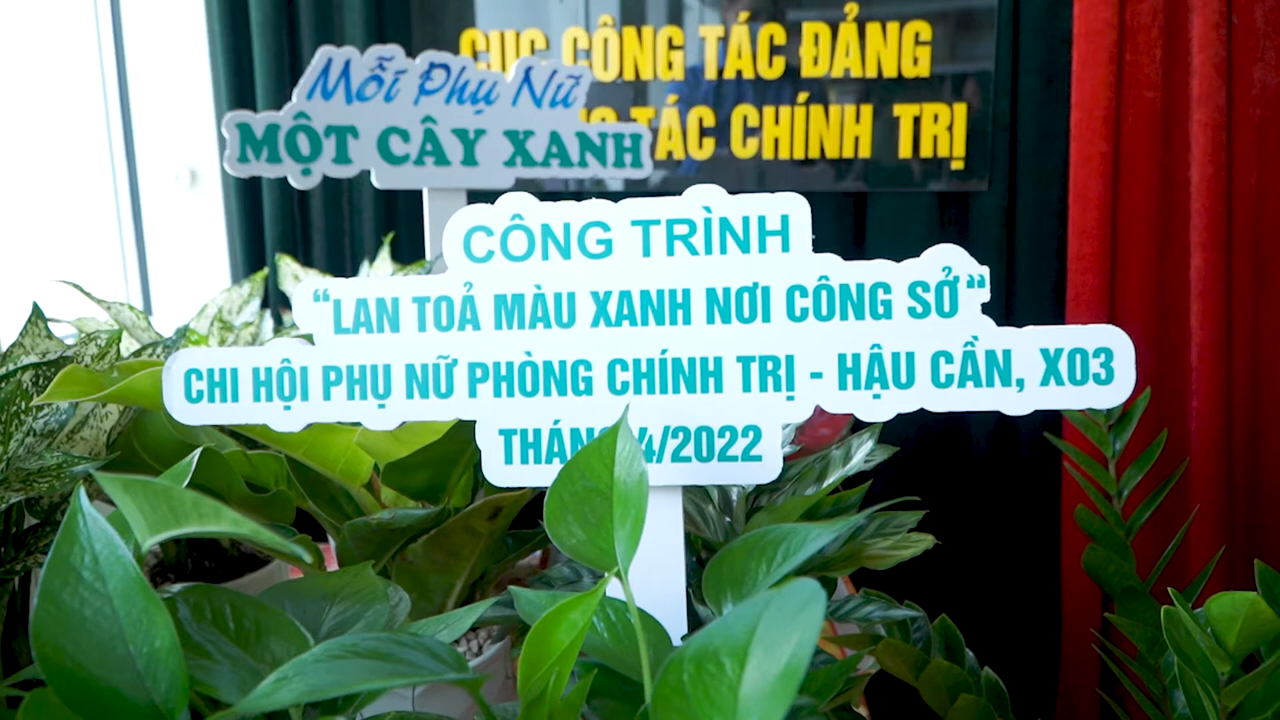 CỤC CÔNG TÁC ĐẢNG
TÁC CHÍNH TRỊ
Mỗi Phụ Nữ
MỘT CÂY XANH
CÔNG TRÌNH
“LAN TOẢ MÀU XANH NƠI CÔNG SỞ“
CHI HỘI PHỤ NỮ PHÒNG CHÍNH TRỊ - HẬU CẦN, X03
4/2022